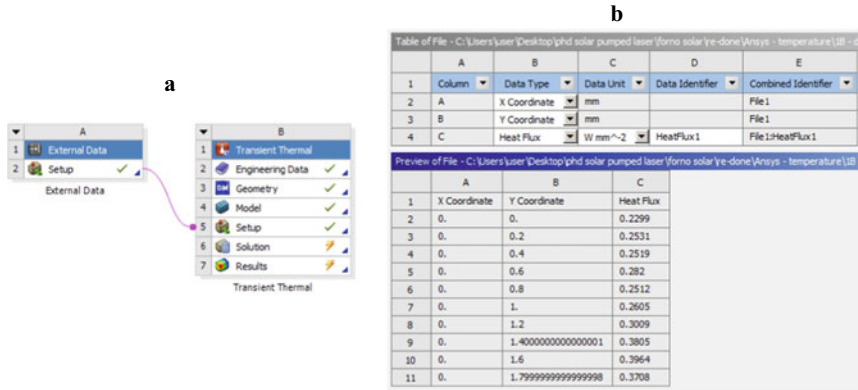 a
A
1 External Data
2 Setup
External Data
B
1 Transient Thermal
2 Engineering Data
3 DM Geometry
4 Model
5 Setup
6 Solution
7 Results
Transient Thermal
b
Table of File - C:\Users\user\Desktop\phd solar pumped laser\forno solar\re-done\Ansys - temperature\1B - d
A B C D E
1 Column Data Type Data Unit Data Identifier Combined Identifier
2 A X Coordinate mm File1
3 B Y Coordinate mm File1
4 C Heat Flux W mm^-2 HeatFlux1 File1:HeatFlux1
Preview of File - C:\Users\user\Desktop\phd solar pumped laser\forno solar\re-done\Ansys - temperature\1B
A B C
1 X Coordinate Y Coordinate Heat Flux
2 0. 0. 0.2299
3 0. 0.2 0.2531
4 0. 0.4 0.2519
5 0. 0.6 0.282
6 0. 0.8 0.2512
7 0. 1. 0.2605
8 0. 1.2 0.3009
9 0. 1.4000000000000001 0.3805
10 0. 1.6 0.3964
11 0. 1.7999999999999998 0.3708